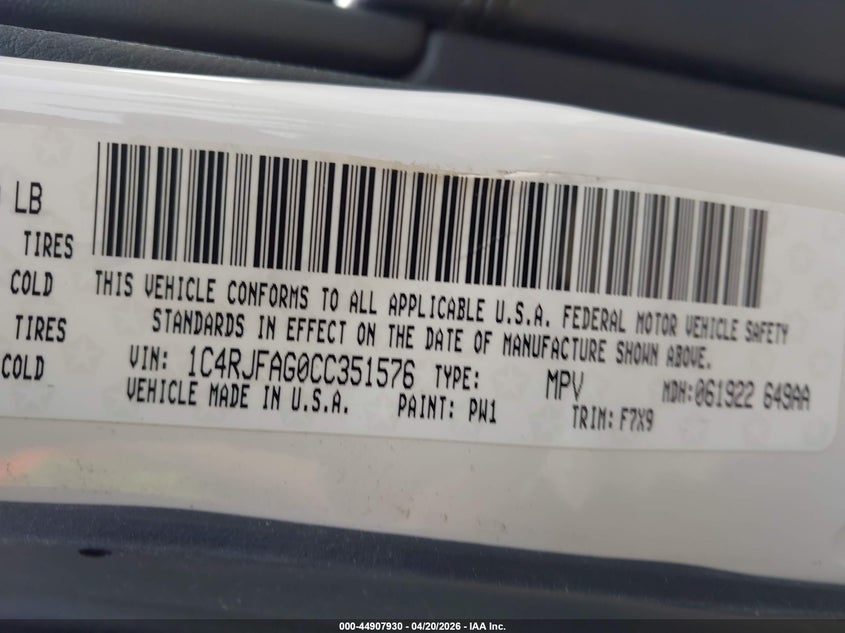 LB
TIRES
COLD
TIRES
COLD
THIS VEHICLE CONFORMS TO ALL APPLICABLE U.S.A. FEDERAL MOTOR VEHICLE SAFETY
STANDARDS IN EFFECT ON THE DATE OF MANUFACTURE SHOWN ABOVE.
VIN: 1C4RJFAG0CC351576 TYPE: MPV MDH:061922 649AA
VEHICLE MADE IN U.S.A. PAINT: PW1 TRIM: F7X9
000-44907930 - 04/20/2026 - IAA Inc.